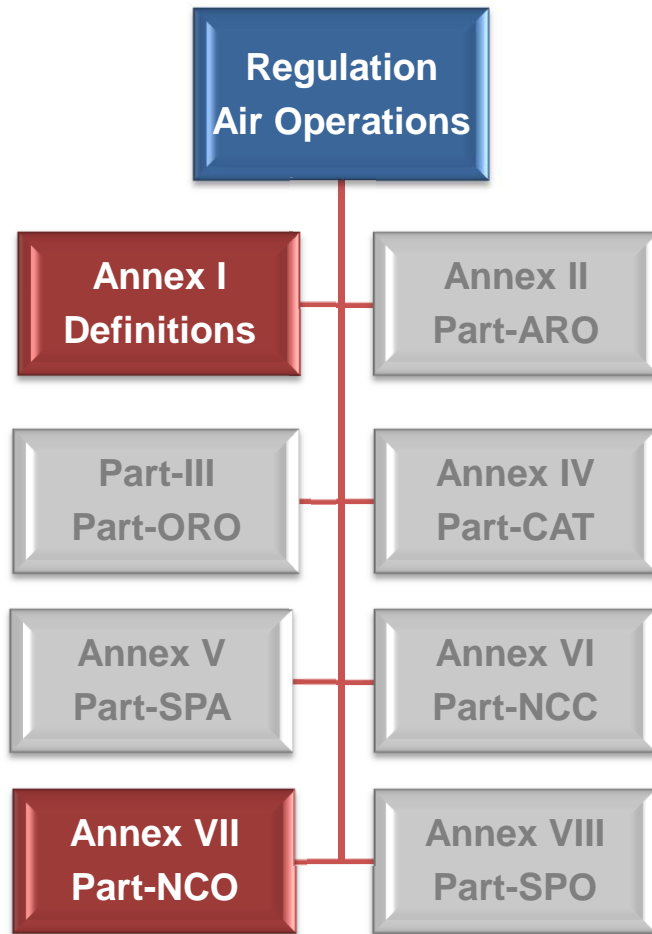 Regulation
Air Operations
Annex I
Definitions
Annex II
Part-ARO
Part-III
Part-ORO
Annex IV
Part-CAT
Annex V
Part-SPA
Annex VI
Part-NCC
Annex VII
Part-NCO
Annex VIII
Part-SPO